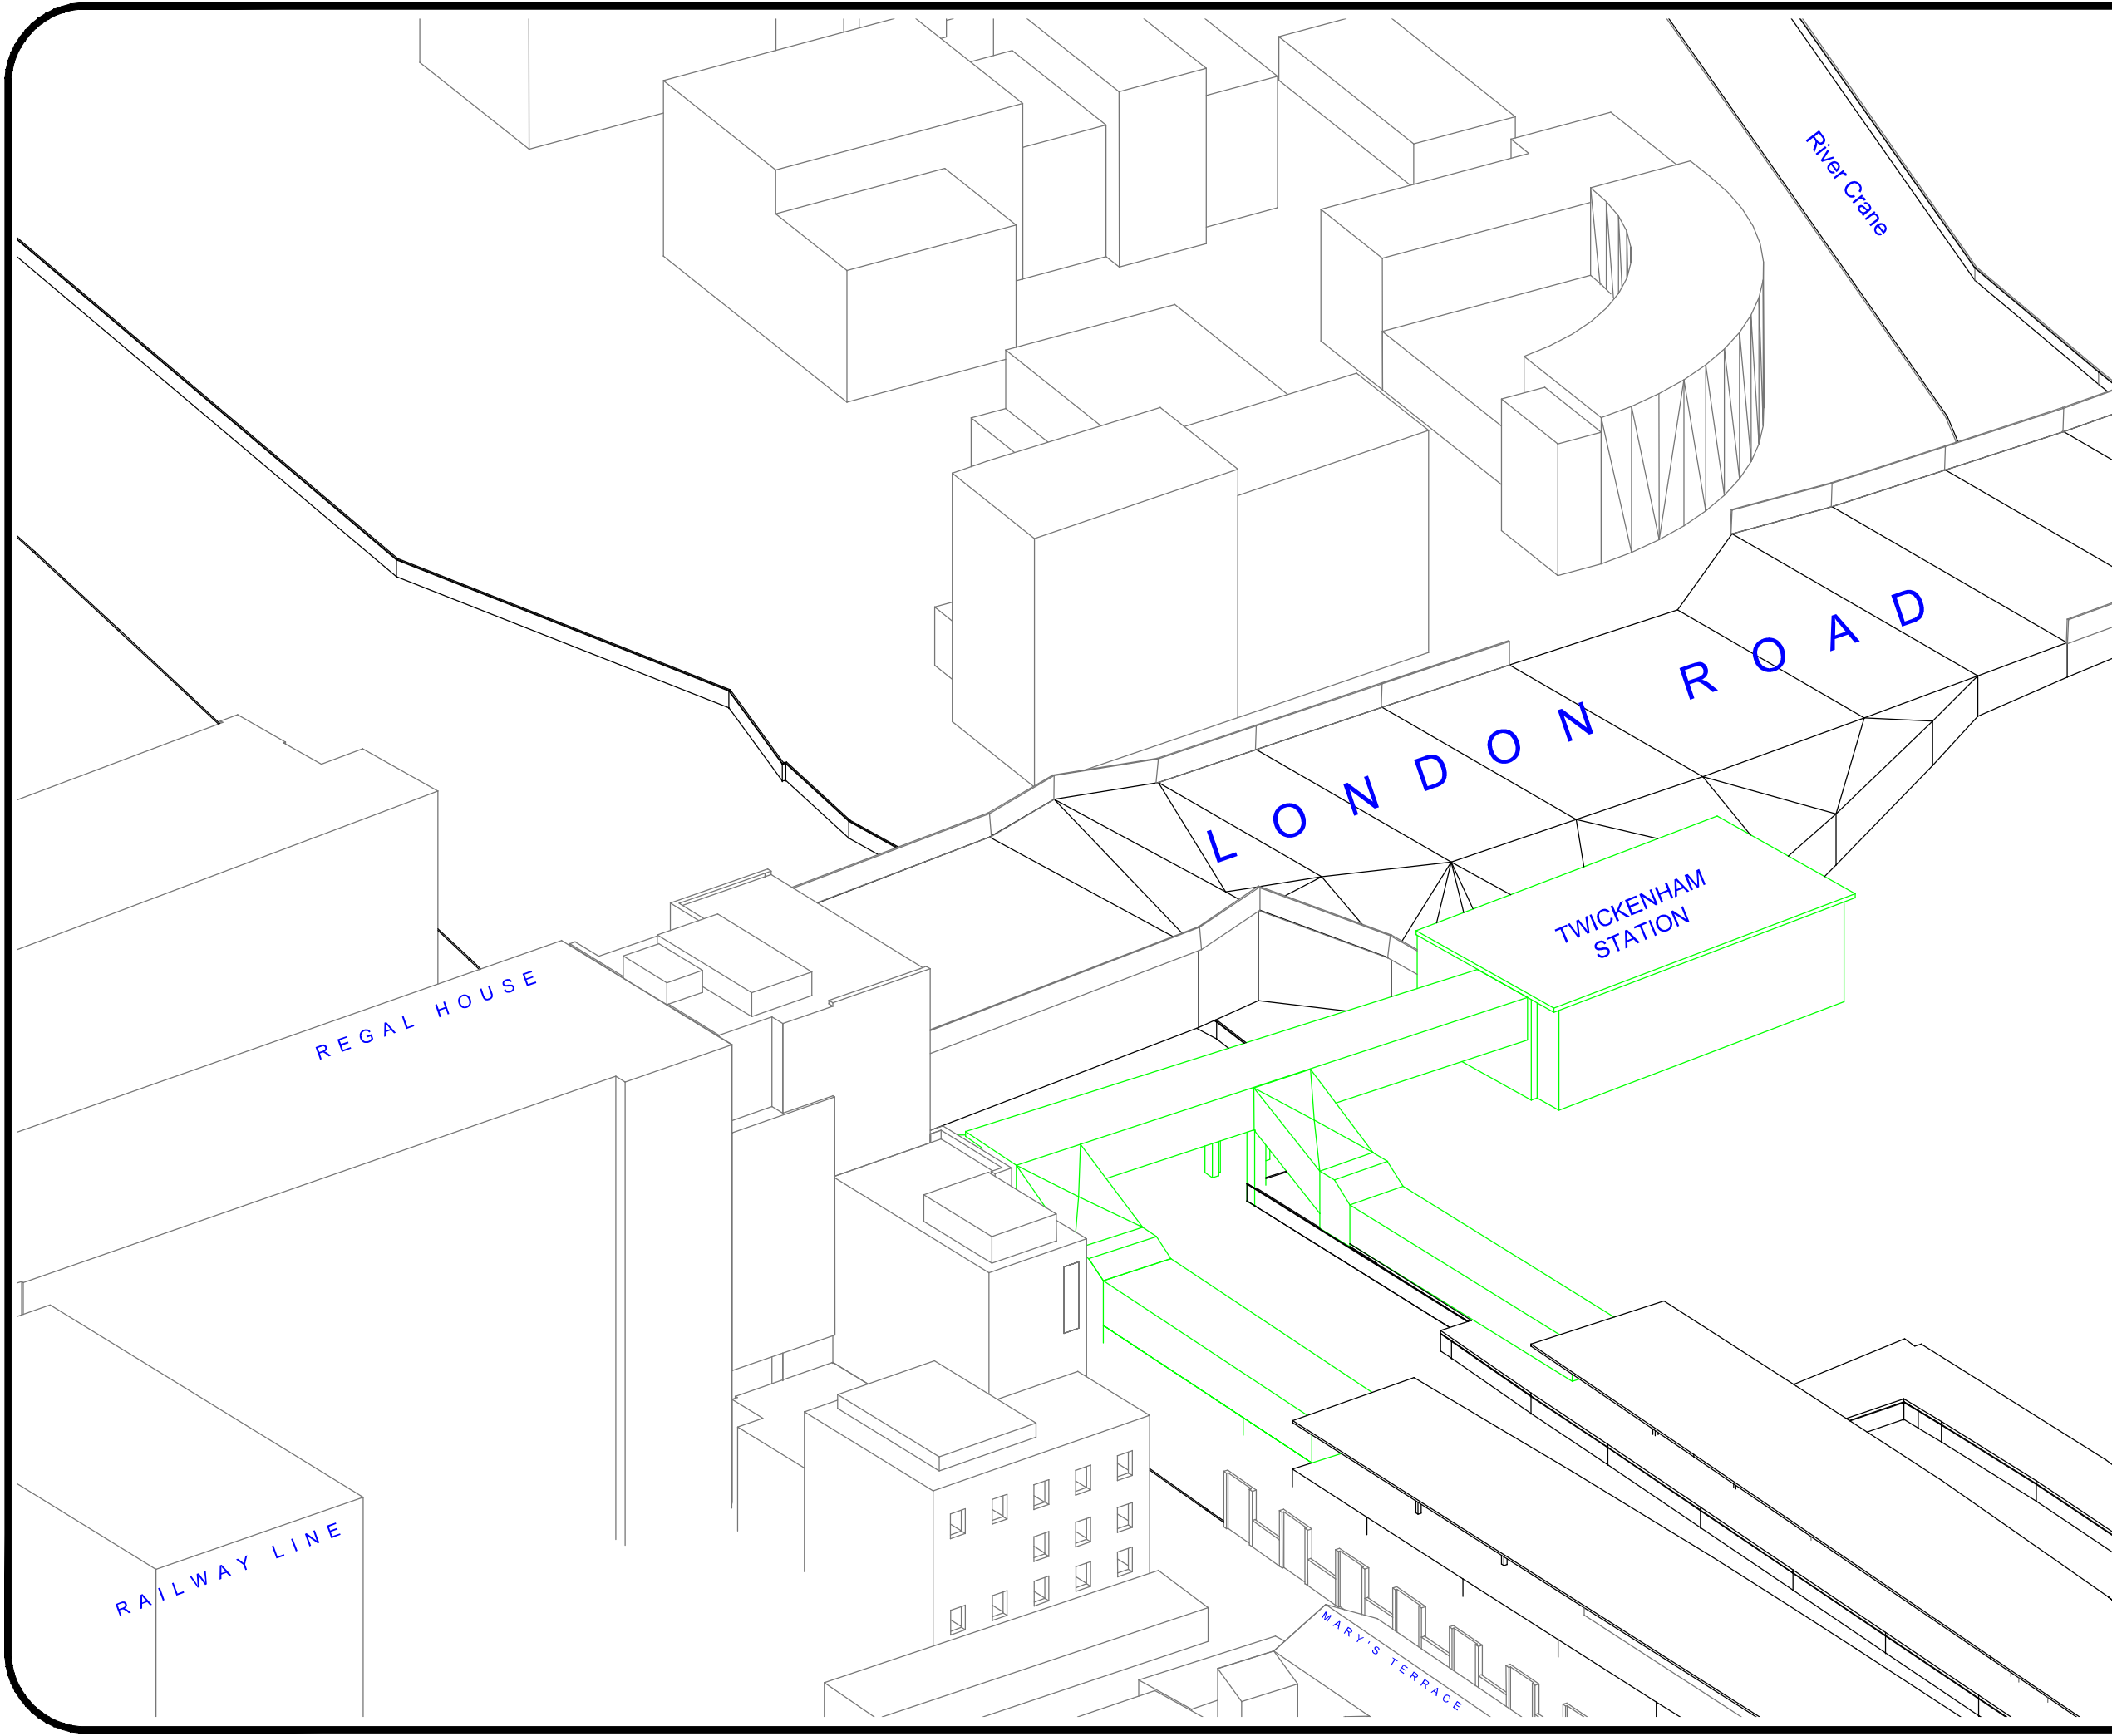 River Crane
LONDON ROAD
TWICKENHAM
STATION
REGAL HOUSE
RAILWAY LINE
MARY'S TERRACE